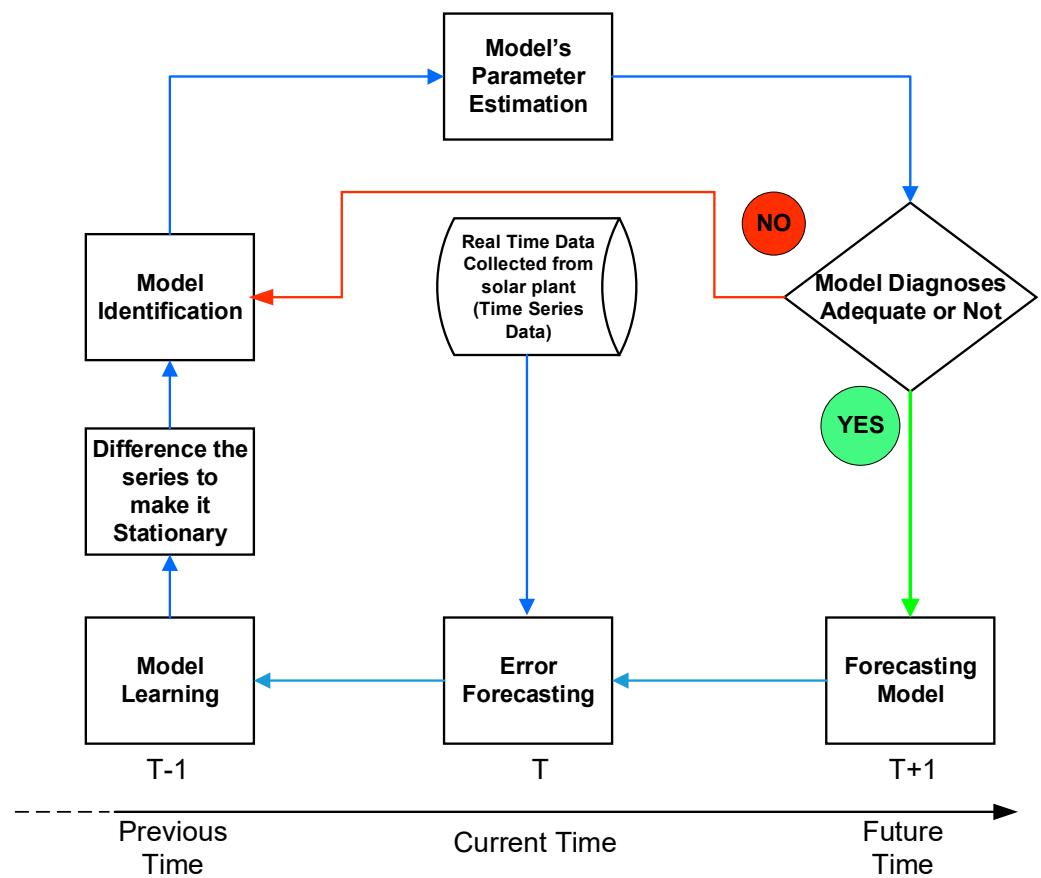 Model's
Parameter
Estimation
NO
Real Time Data
Collected from
solar plant
(Time Series
Data)
Model
Identification
Model Diagnoses
Adequate or Not
YES
Difference the
series to
make it
Stationary
Model
Learning
Error
Forecasting
Forecasting
Model
T-1
T
T+1
Previous
Time
Current Time
Future
Time